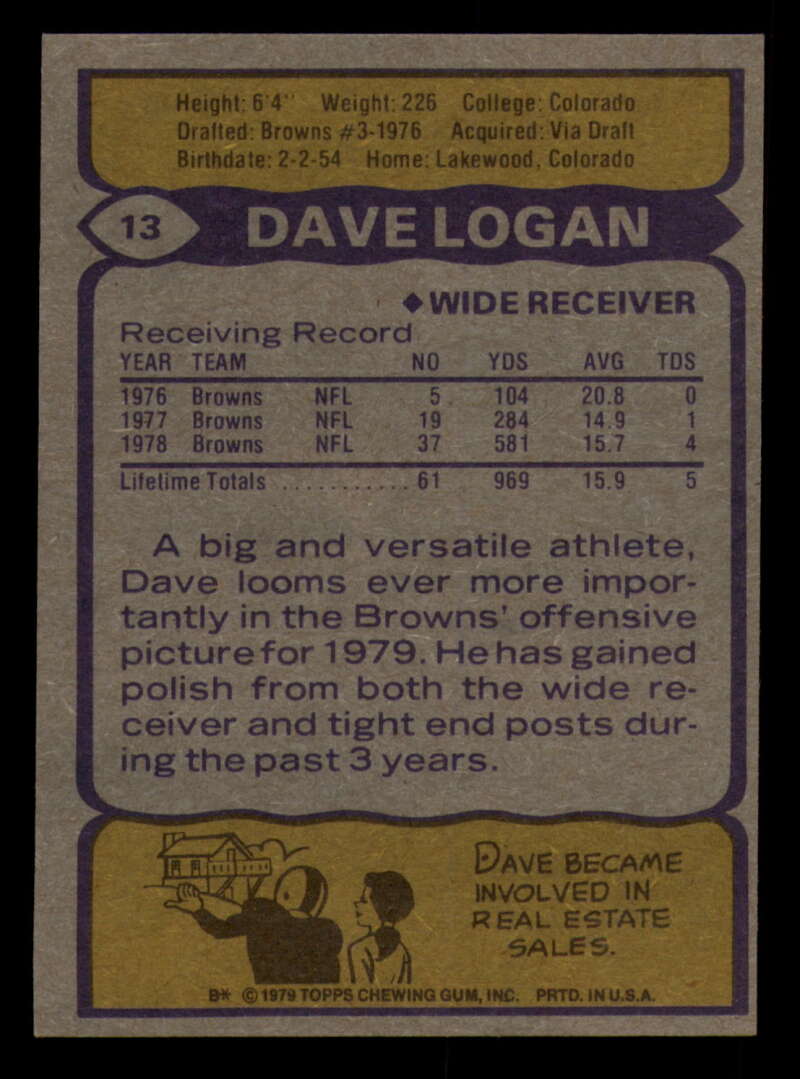 Height: 6'4" Weight: 226 College: Colorado
Drafted: Browns #3-1976 Acquired: Via Draft
Birthdate: 2-2-54 Home: Lakewood, Colorado
13 DAVE LOGAN
◆WIDE RECEIVER
Receiving Record
YEAR TEAM NO YDS AVG TDS
1976 Browns NFL 5 104 20.8 0
1977 Browns NFL 19 284 14.9 1
1978 Browns NFL 37 581 15.7 4
Lifetime Totals ............ 61 969 15.9 5
A big and versatile athlete,
Dave looms ever more impor-
tantly in the Browns' offensive
picture for 1979. He has gained
polish from both the wide re-
ceiver and tight end posts dur-
ing the past 3 years.
DAVE BECAME
INVOLVED IN
REAL ESTATE
SALES.
B* © 1979 TOPPS CHEWING GUM, INC. PRTD. IN U.S.A.